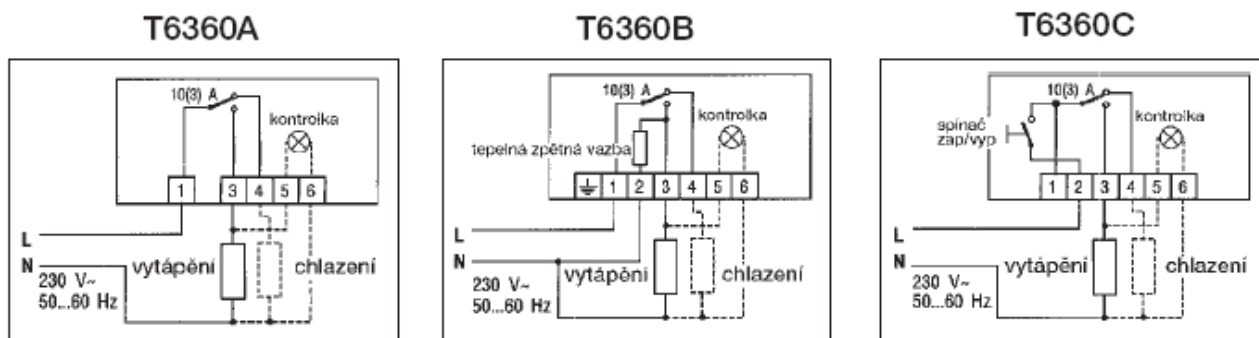 T6360A
10(3) A
kontrolka
1 3 4 5 6
L
N
vytápění
chlazení
230 V~
50...60 Hz
T6360B
10(3) A
kontrolka
tepelná zpětná vazba
1 2 3 4 5 6
L
N
vytápění
chlazení
230 V~
50...60 Hz
T6360C
10(3) A
spínač
zap/vyp
kontrolka
1 2 3 4 5 6
L
N
vytápění
chlazení
230 V~
50...60 Hz